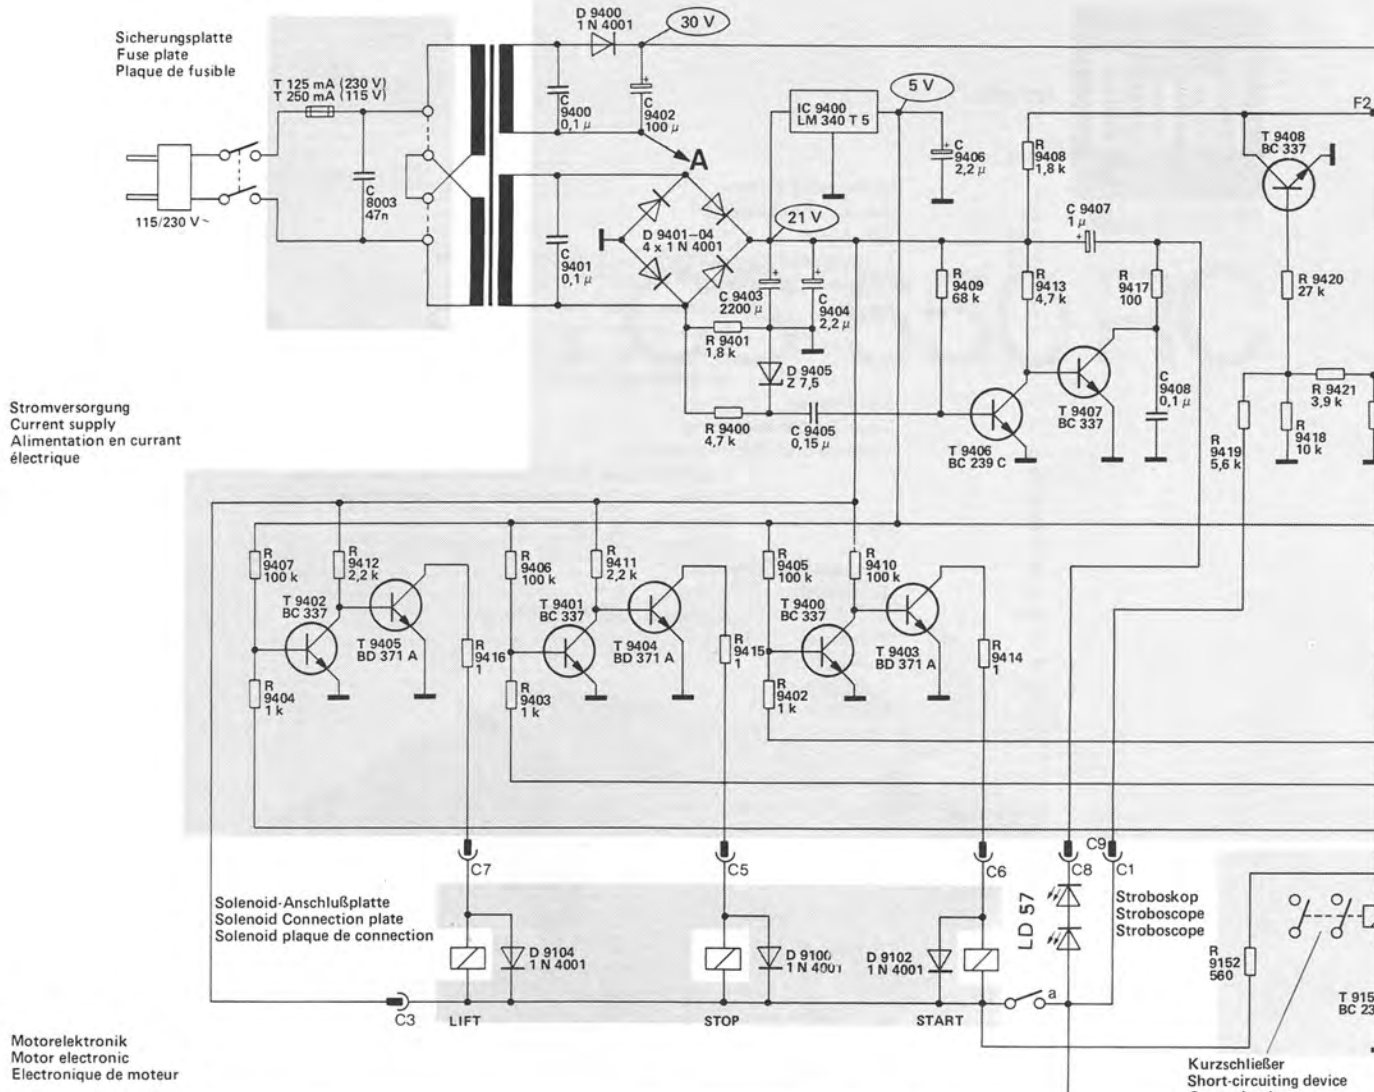 Sicherungsplatte
Fuse plate
Plaque de fusible
T 125 mA (230 V)
T 250 mA (115 V)
115/230 V ~
C
8003
47n
D 9400
1 N 4001
30 V
C
9400
0,1 µ
C
9402
100 µ
A
D 9401–04
4 x 1 N 4001
C
9401
0,1 µ
IC 9400
LM 340 T 5
5 V
C
9406
2,2 µ
21 V
C 9403
2200 µ
C
9404
2,2 µ
R 9401
1,8 k
D 9405
Z 7,5
R 9400
4,7 k
C 9405
0,15 µ
R
9408
1,8 k
C 9407
1 µ
R
9409
68 k
R
9413
4,7 k
R
9417
100
T 9406
BC 239 C
T 9407
BC 337
C
9408
0,1 µ
F2
T 9408
BC 337
R 9420
27 k
R 9421
3,9 k
R
9419
5,6 k
R
9418
10 k
Stromversorgung
Current supply
Alimentation en currant
électrique
R
9407
100 k
R
9412
2,2 k
T 9402
BC 337
T 9405
BD 371 A
R
9404
1 k
R
9416
1
R
9406
100 k
R
9411
2,2 k
T 9401
BC 337
T 9404
BD 371 A
R
9403
1 k
R
9415
1
R
9405
100 k
R
9410
100 k
T 9400
BC 337
T 9403
BD 371 A
R
9402
1 k
R
9414
1
C7
C5
C6
C8
C9
C1
Solenoid-Anschlußplatte
Solenoid Connection plate
Solenoid plaque de connection
D 9104
1 N 4001
D 9100
1 N 4001
D 9102
1 N 4001
LD 57
Stroboskop
Stroboscope
Stroboscope
a
C3
LIFT
STOP
START
R
9152
560
T 915
BC 23
Motorelektronik
Motor electronic
Electronique de moteur
Kurzschließer
Short-circuiting device